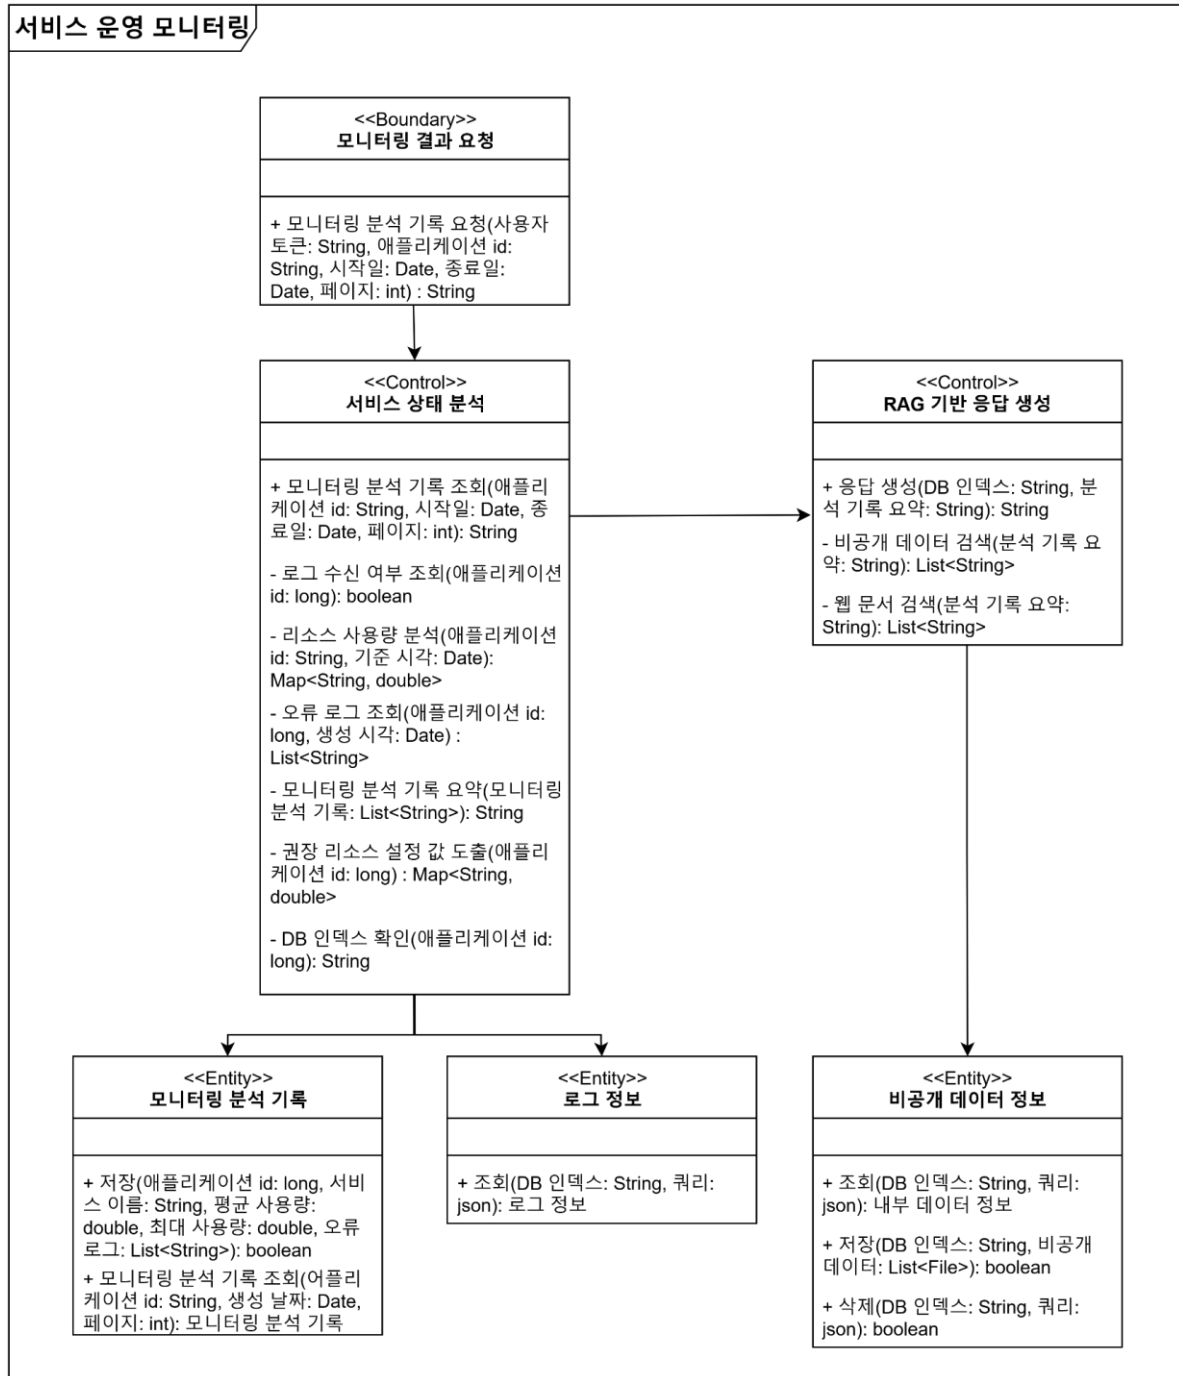 서비스 운영 모니터링
<<Boundary>>
모니터링 결과 요청
+ 모니터링 분석 기록 요청(사용자
토큰: String, 애플리케이션 id:
String, 시작일: Date, 종료일:
Date, 페이지: int) : String
<<Control>>
서비스 상태 분석
+ 모니터링 분석 기록 조회(애플리
케이션 id: String, 시작일: Date, 종
료일: Date, 페이지: int): String
- 로그 수신 여부 조회(애플리케이션
id: long): boolean
- 리소스 사용량 분석(애플리케이션
id: String, 기준 시각: Date):
Map<String, double>
- 오류 로그 조회(애플리케이션 id:
long, 생성 시각: Date) :
List<String>
- 모니터링 분석 기록 요약(모니터링
분석 기록: List<String>): String
- 권장 리소스 설정 값 도출(애플리
케이션 id: long) : Map<String,
double>
- DB 인덱스 확인(애플리케이션 id:
long): String
<<Control>>
RAG 기반 응답 생성
+ 응답 생성(DB 인덱스: String, 분
석 기록 요약: String): String
- 비공개 데이터 검색(분석 기록 요
약: String): List<String>
- 웹 문서 검색(분석 기록 요약:
String): List<String>
<<Entity>>
모니터링 분석 기록
+ 저장(애플리케이션 id: long, 서비
스 이름: String, 평균 사용량:
double, 최대 사용량: double, 오류
로그: List<String>): boolean
+ 모니터링 분석 기록 조회(어플리
케이션 id: String, 생성 날짜: Date,
페이지: int): 모니터링 분석 기록
<<Entity>>
로그 정보
+ 조회(DB 인덱스: String, 쿼리:
json): 로그 정보
<<Entity>>
비공개 데이터 정보
+ 조회(DB 인덱스: String, 쿼리:
json): 내부 데이터 정보
+ 저장(DB 인덱스: String, 비공개
데이터: List<File>): boolean
+ 삭제(DB 인덱스: String, 쿼리:
json): boolean